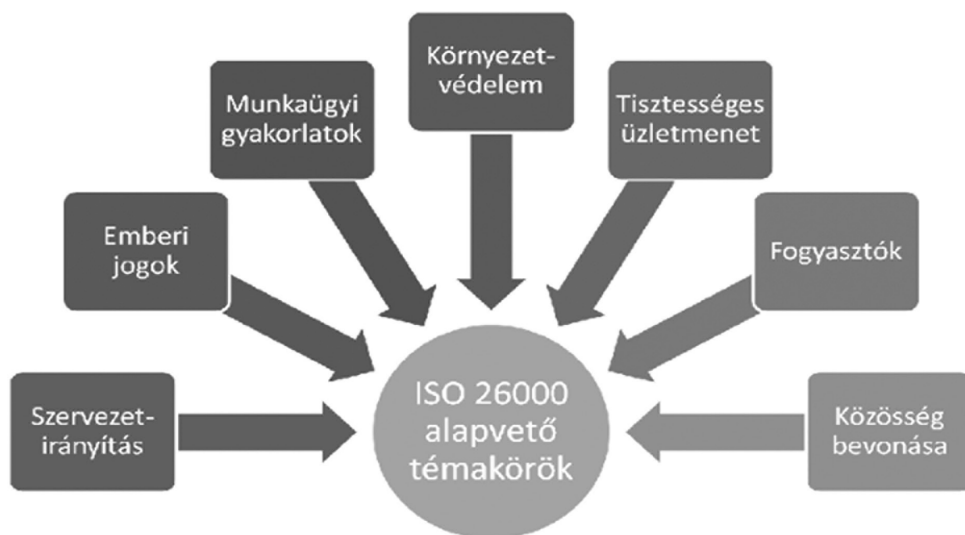 Környezet-
védelem
Munkaügyi
gyakorlatok
Tisztességes
üzletmenet
Emberi
jogok
Fogyasztók
Szervezet-
irányítás
ISO 26000
alapvető
témakörök
Közösség
bevonása